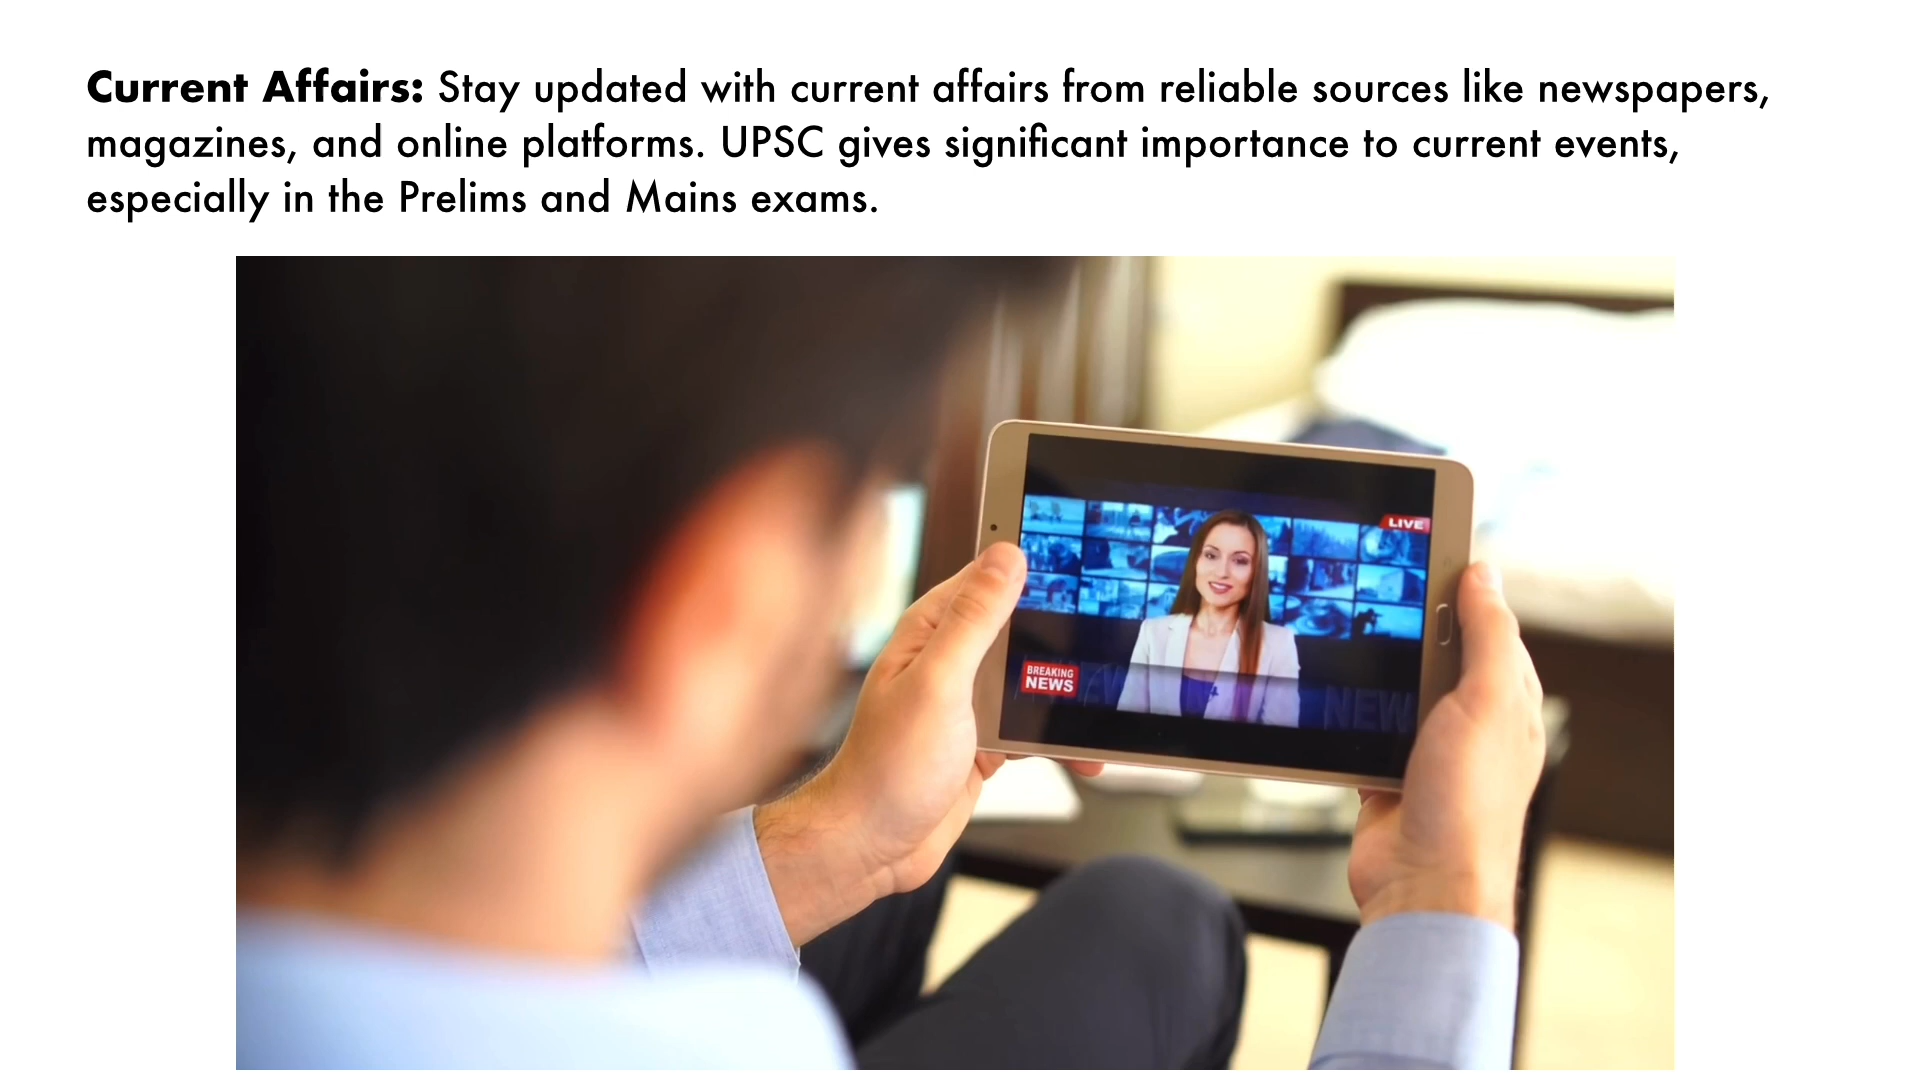 Current Affairs: Stay updated with current affairs from reliable sources like newspapers,
magazines, and online platforms. UPSC gives significant importance to current events,
especially in the Prelims and Mains exams.
LIVE
BREAKING
NEWS
NEW